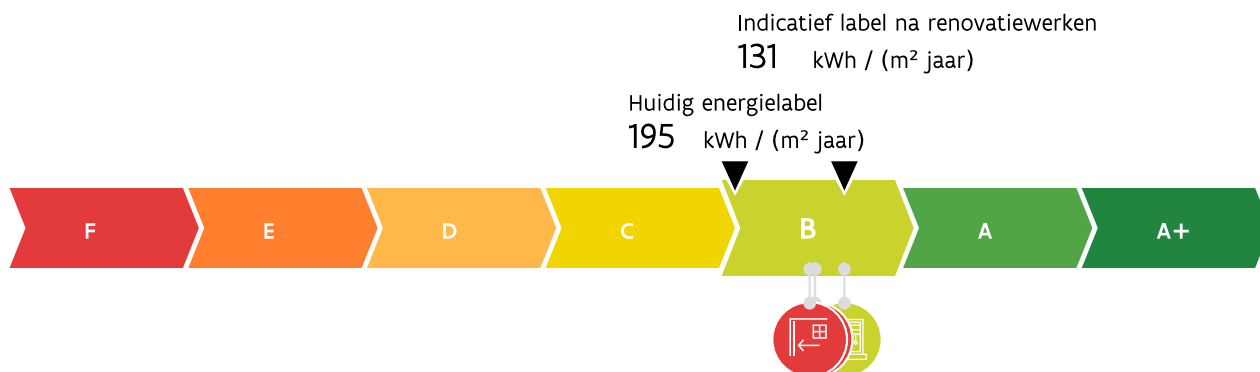 Indicatief label na renovatiewerken
131 kWh / (m² jaar)
Huidig energielabel
195 kWh / (m² jaar)
F E D C B A A+